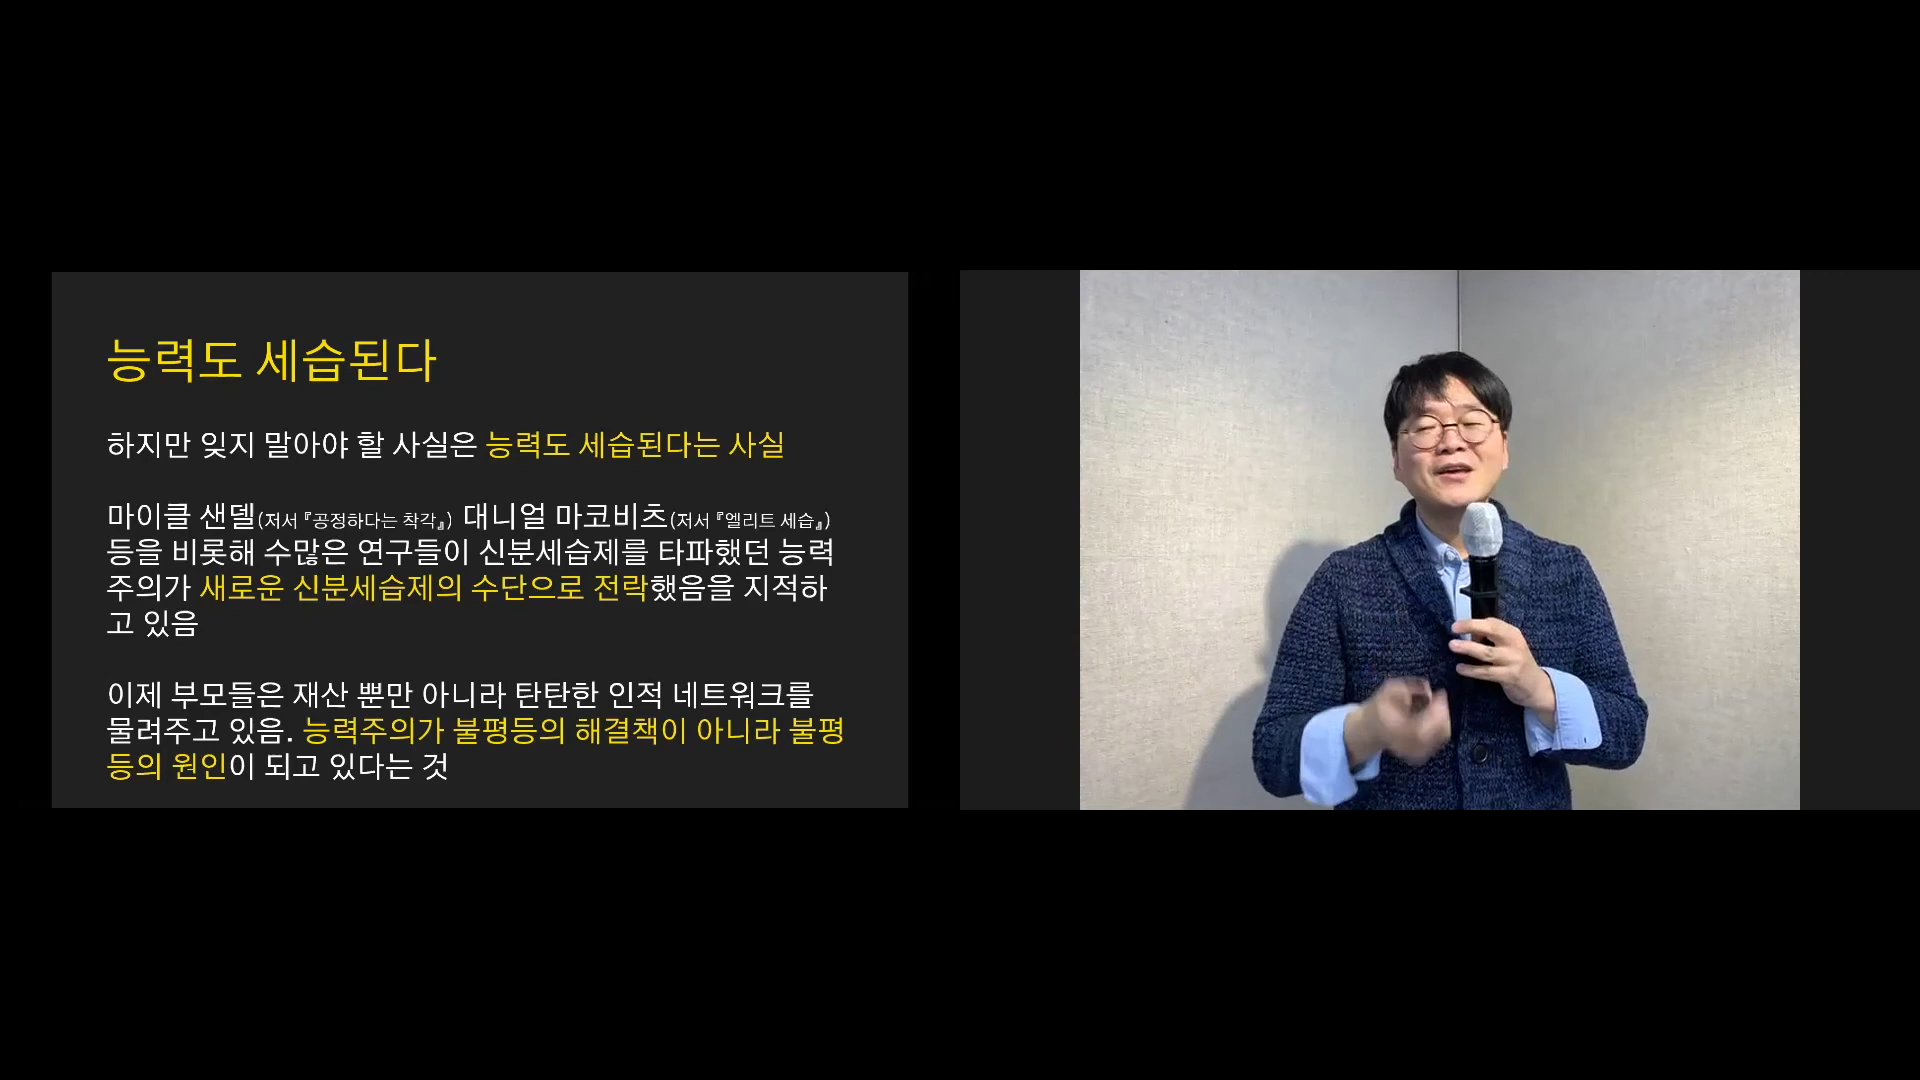 능력도 세습된다
하지만 잊지 말아야 할 사실은 능력도 세습된다는 사실
마이클 샌델(저서 『공정하다는 착각』) 대니얼 마코비츠(저서 『엘리트 세습』)
등을 비롯해 수많은 연구들이 신분세습제를 타파했던 능력
주의가 새로운 신분세습제의 수단으로 전락했음을 지적하
고 있음
이제 부모들은 재산 뿐만 아니라 탄탄한 인적 네트워크를
물려주고 있음. 능력주의가 불평등의 해결책이 아니라 불평
등의 원인이 되고 있다는 것